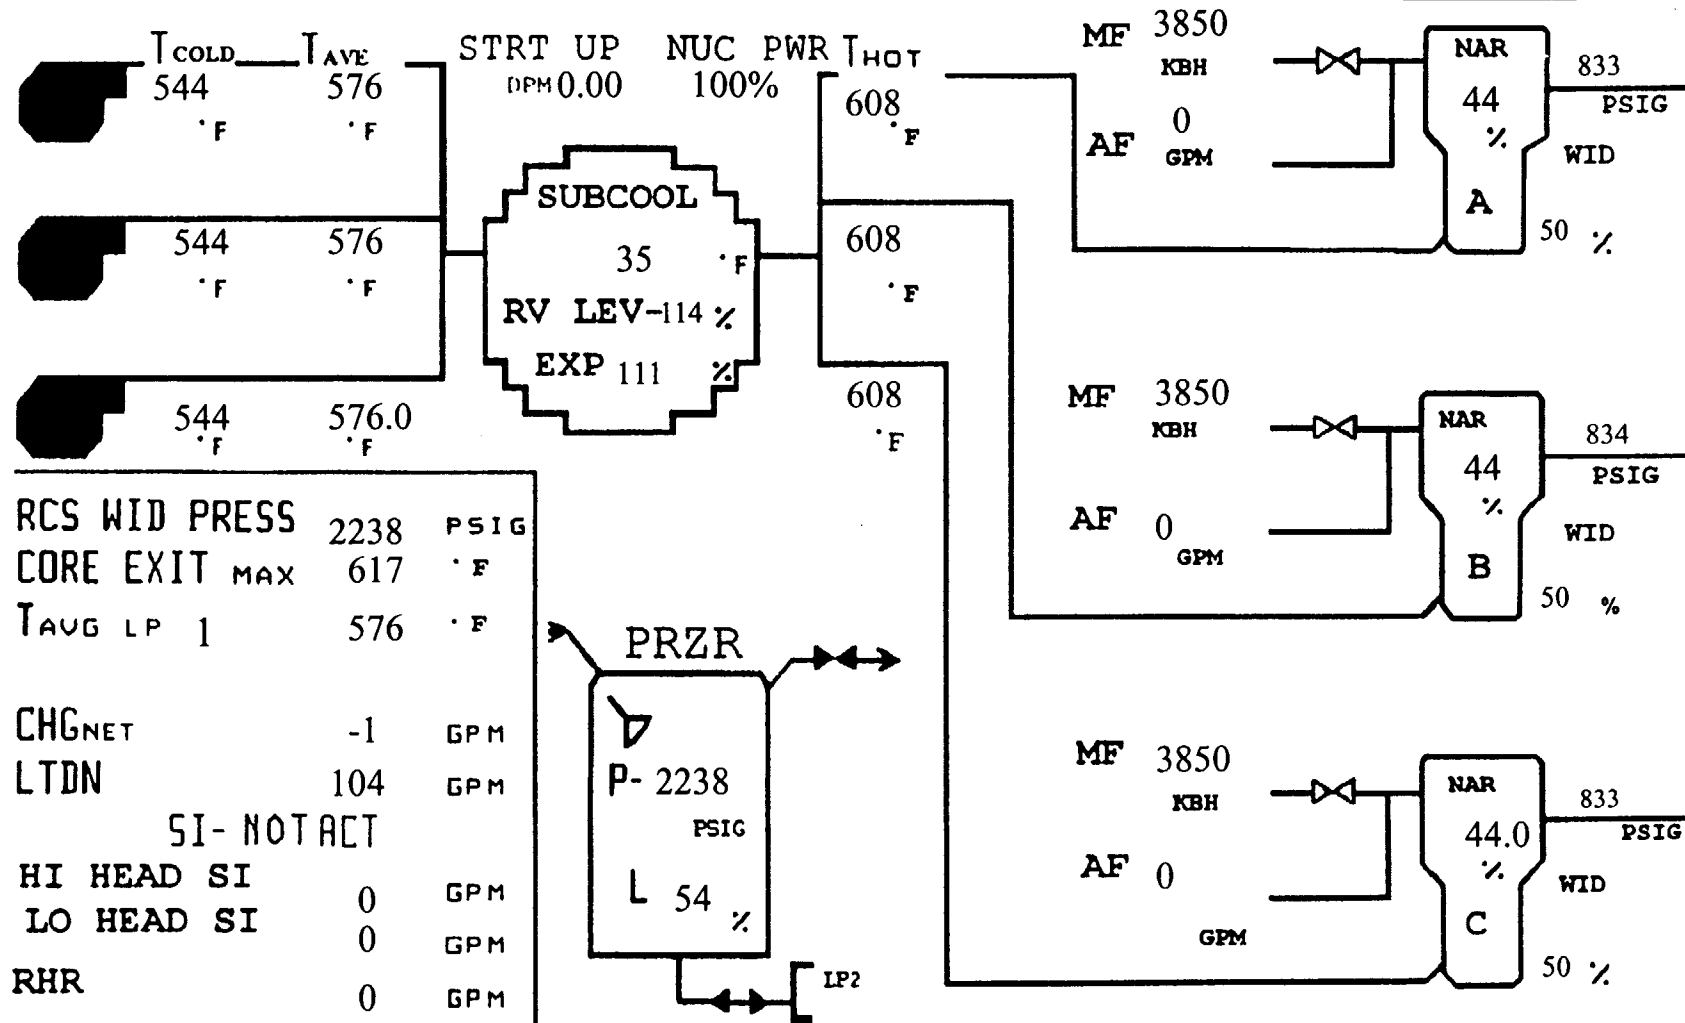 TCOLD TAVE STRT UP NUC PWR THOT
544 576 DPM 0.00 100% 608
°F °F °F
544 576 608
°F °F °F
544 576.0 608
°F °F °F
SUBCOOL
35 °F
RV LEV-114 %
EXP 111 %
RCS WID PRESS 2238 PSIG
CORE EXIT MAX 617 °F
TAVG LP 1 576 °F
CHGNET -1 GPM
LTDN 104 GPM
SI-NOT ACT
HI HEAD SI 0 GPM
LO HEAD SI 0 GPM
RHR 0 GPM
PRZR
P- 2238
PSIG
L 54 %
LP2
MF 3850
KBH
AF 0
GPM
NAR
44
%
A
833
PSIG
WID
50 %
MF 3850
KBH
AF 0
GPM
NAR
44
%
B
834
PSIG
WID
50 %
MF 3850
KBH
AF 0
GPM
NAR
44.0
%
C
833
PSIG
WID
50 %